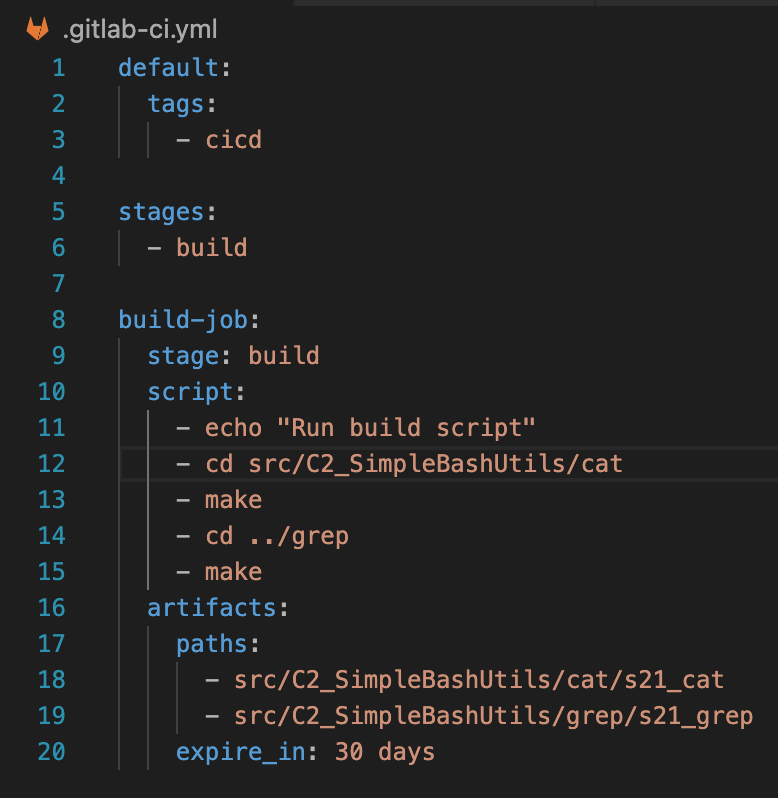 .gitlab-ci.yml
1 default:
2   tags:
3     - cicd
4
5 stages:
6   - build
7
8 build-job:
9   stage: build
10   script:
11     - echo "Run build script"
12     - cd src/C2_SimpleBashUtils/cat
13     - make
14     - cd ../grep
15     - make
16   artifacts:
17     paths:
18       - src/C2_SimpleBashUtils/cat/s21_cat
19       - src/C2_SimpleBashUtils/grep/s21_grep
20     expire_in: 30 days